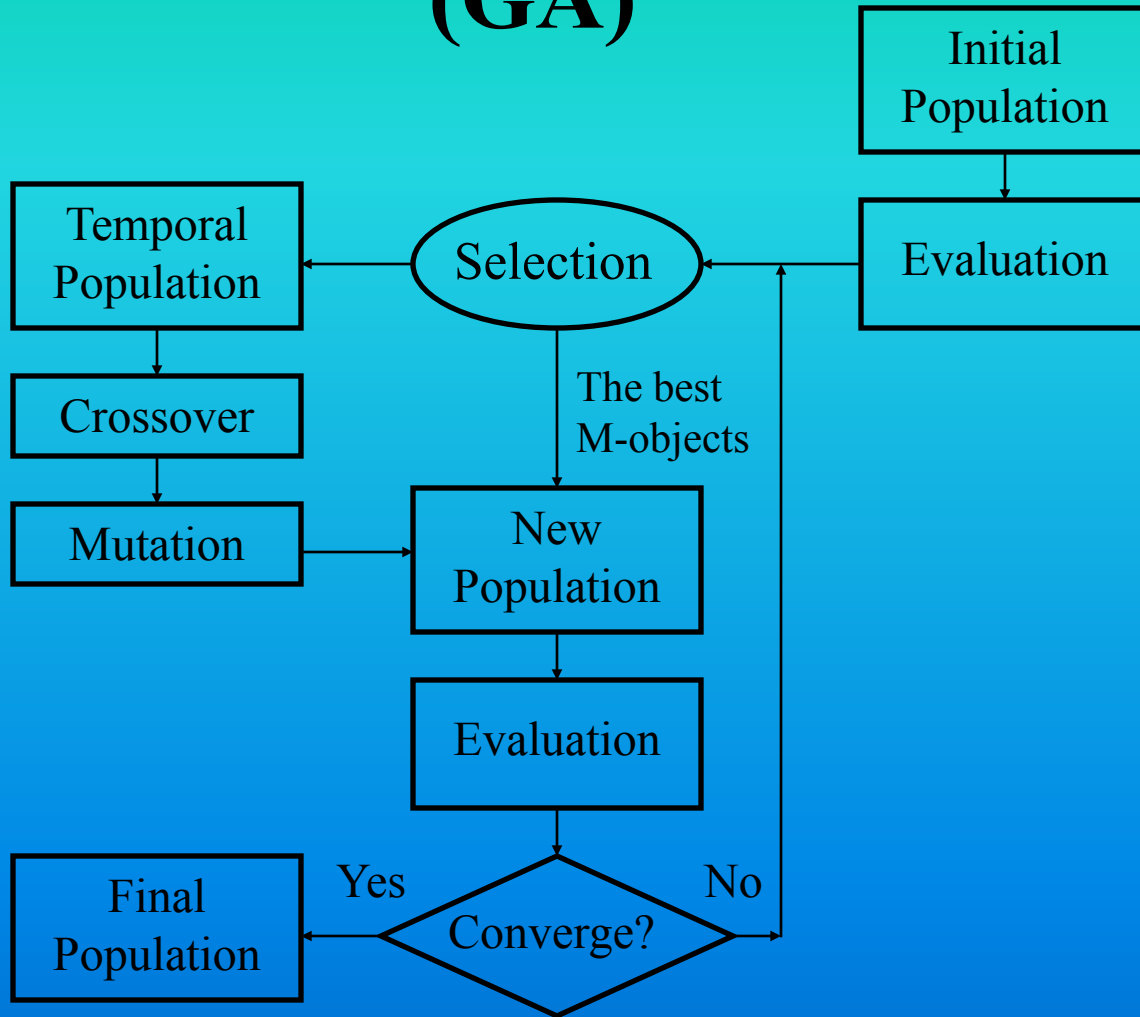 (GA)
Initial
Population
Temporal
Population
Selection
Evaluation
The best
M-objects
Crossover
Mutation
New
Population
Evaluation
Final
Population
Yes
Converge?
No